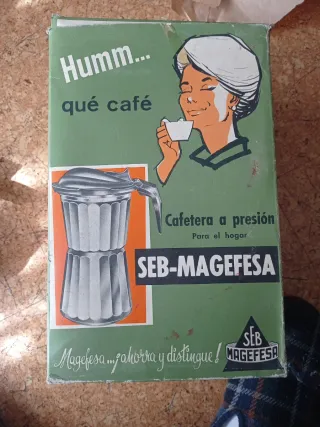 Humm...
qué café
Cafetera a presión
Para el hogar
SEB-MAGEFESA
Magefesa...¡ahorra y distingue!
SEB
MAGEFESA